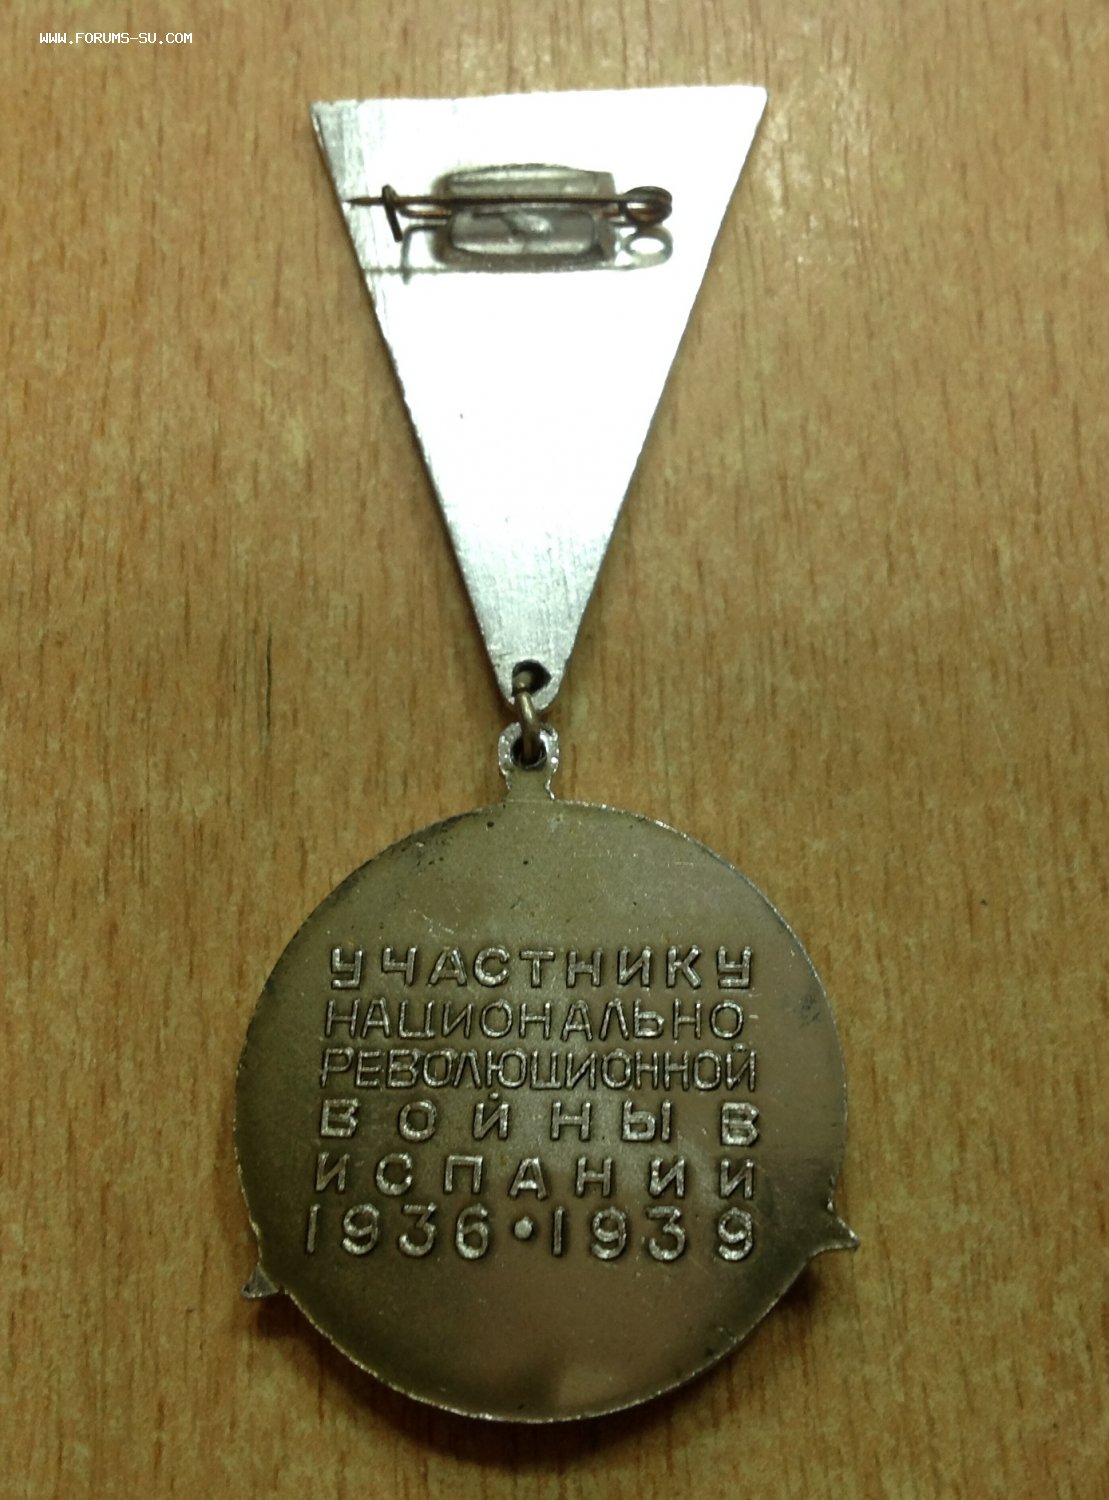 WWW.FORUMS-SU.COM
УЧАСТНИКУ
НАЦИОНАЛЬНО-
РЕВОЛЮЦИОННОЙ
ВОЙНЫ В
ИСПАНИИ
1936•1939